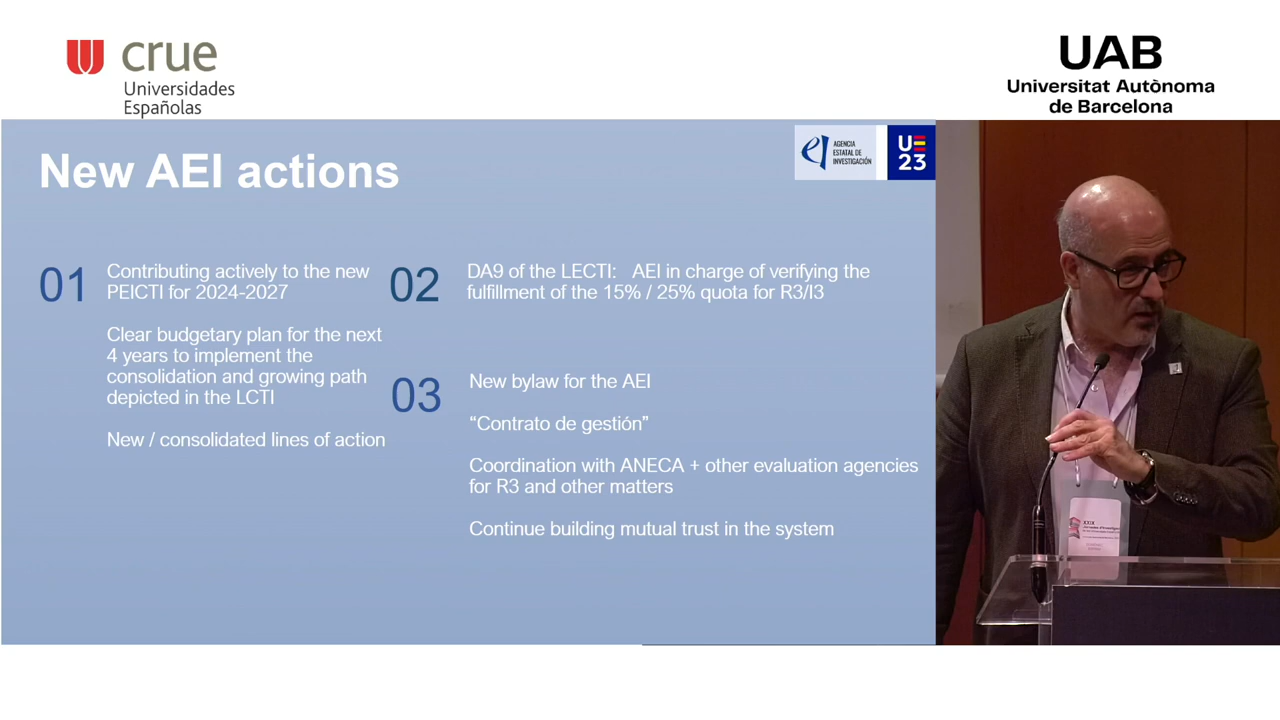 crue
Universidades
Españolas
UAB
Universitat Autònoma
de Barcelona
New AEI actions
AGENCIA
ESTATAL DE
INVESTIGACIÓN
UE
23
01
Contributing actively to the new
PEICTI for 2024-2027
Clear budgetary plan for the next
4 years to implement the
consolidation and growing path
depicted in the LCTI
New / consolidated lines of action
02
DA9 of the LECTI: AEI in charge of verifying the
fulfillment of the 15% / 25% quota for R3/I3
03
New bylaw for the AEI
“Contrato de gestión”
Coordination with ANECA + other evaluation agencies
for R3 and other matters
Continue building mutual trust in the system
XXIX